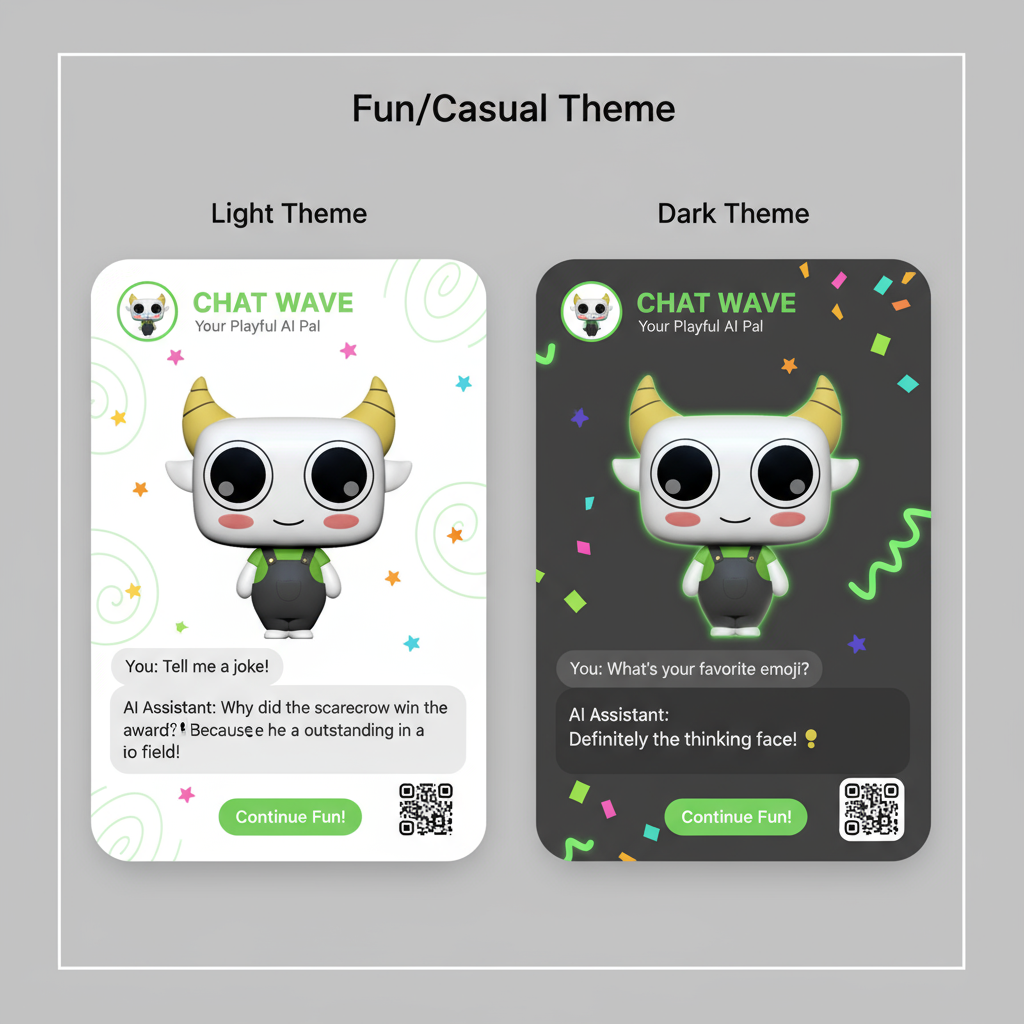 Fun/Casual Theme
Light Theme
CHAT WAVE
Your Playful AI Pal
You: Tell me a joke!
AI Assistant: Why did the scarecrow win the
award? Because e he a outstanding in a
io field!
Continue Fun!
Dark Theme
CHAT WAVE
Your Playful AI Pal
You: What's your favorite emoji?
AI Assistant:
Definitely the thinking face!
Continue Fun!